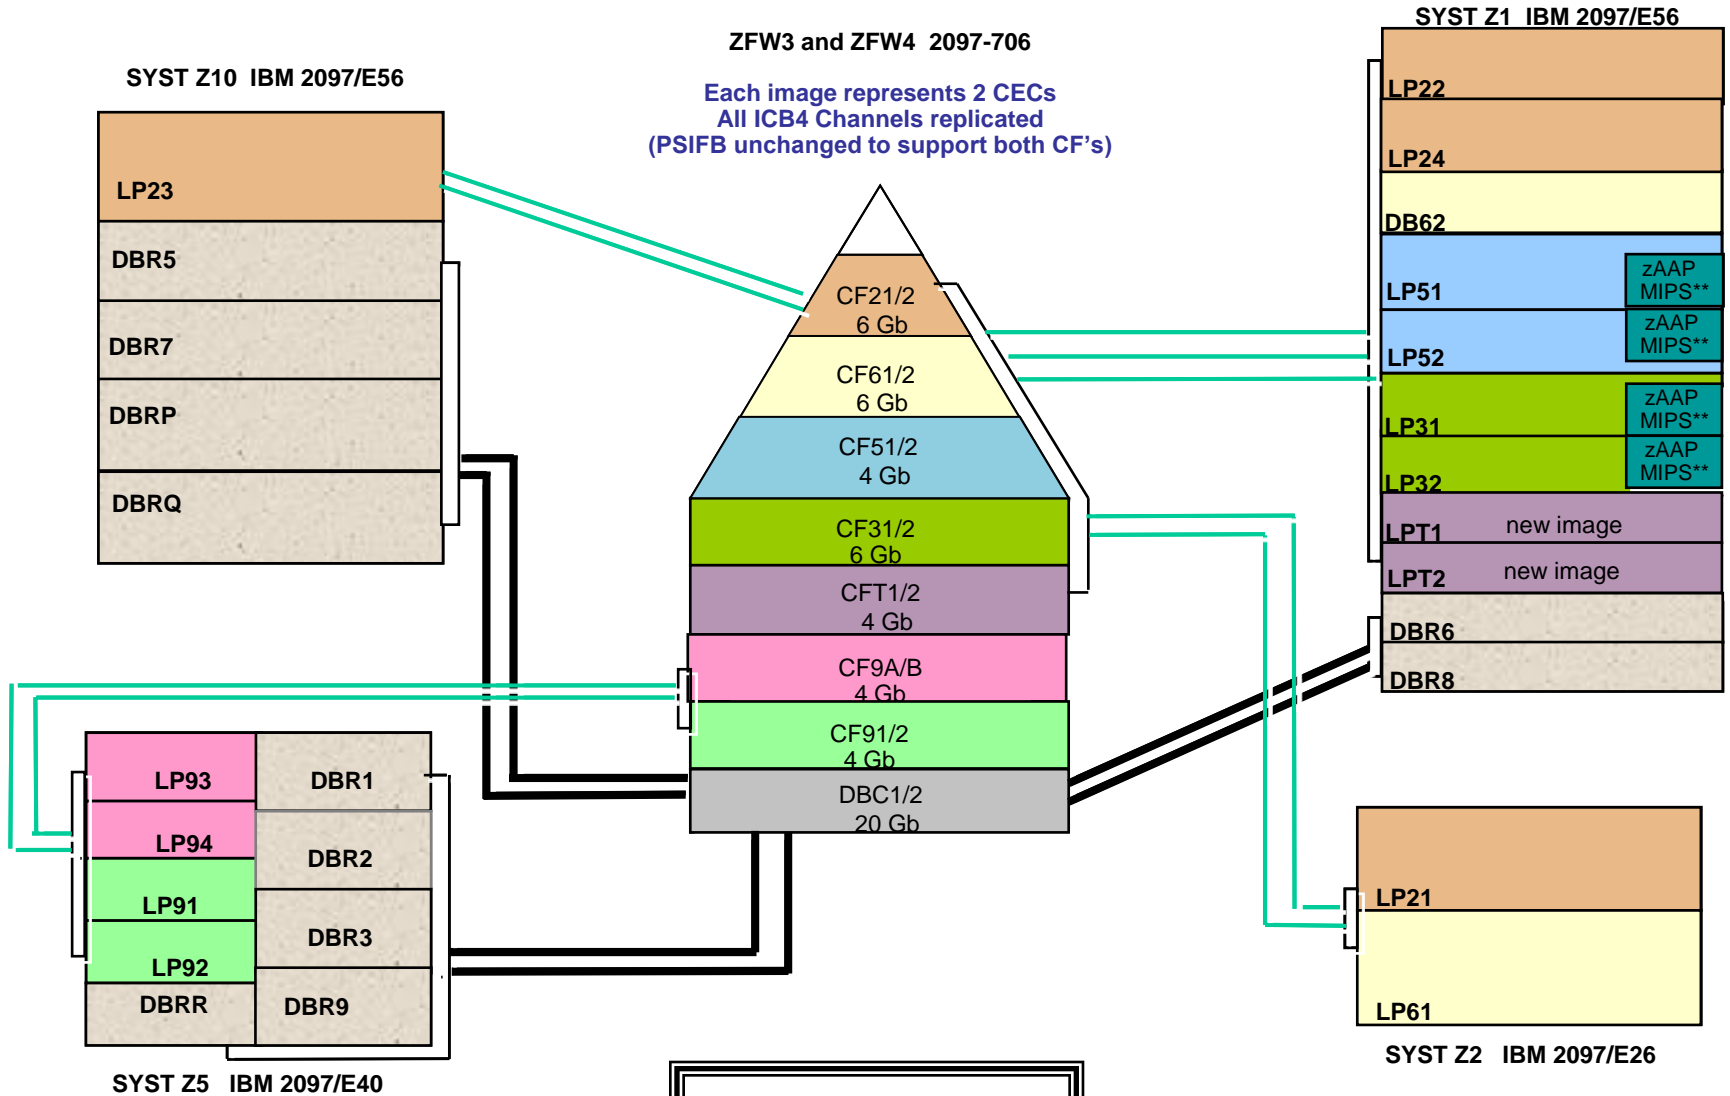 SYST Z10 IBM 2097/E56
LP23
DBR5
DBR7
DBRP
DBRQ
ZFW3 and ZFW4 2097-706
Each image represents 2 CECs
All ICB4 Channels replicated
(PSIFB unchanged to support both CF's)
CF21/2
6 Gb
CF61/2
6 Gb
CF51/2
4 Gb
CF31/2
6 Gb
CFT1/2
4 Gb
CF9A/B
4 Gb
CF91/2
4 Gb
DBC1/2
20 Gb
SYST Z1 IBM 2097/E56
LP22
LP24
DB62
LP51
zAAP
MIPS**
LP52
zAAP
MIPS**
LP31
zAAP
MIPS**
LP32
zAAP
MIPS**
LPT1 new image
LPT2 new image
DBR6
DBR8
LP93
LP94
LP91
LP92
DBRR
DBR1
DBR2
DBR3
DBR9
SYST Z5 IBM 2097/E40
LP21
LP61
SYST Z2 IBM 2097/E26